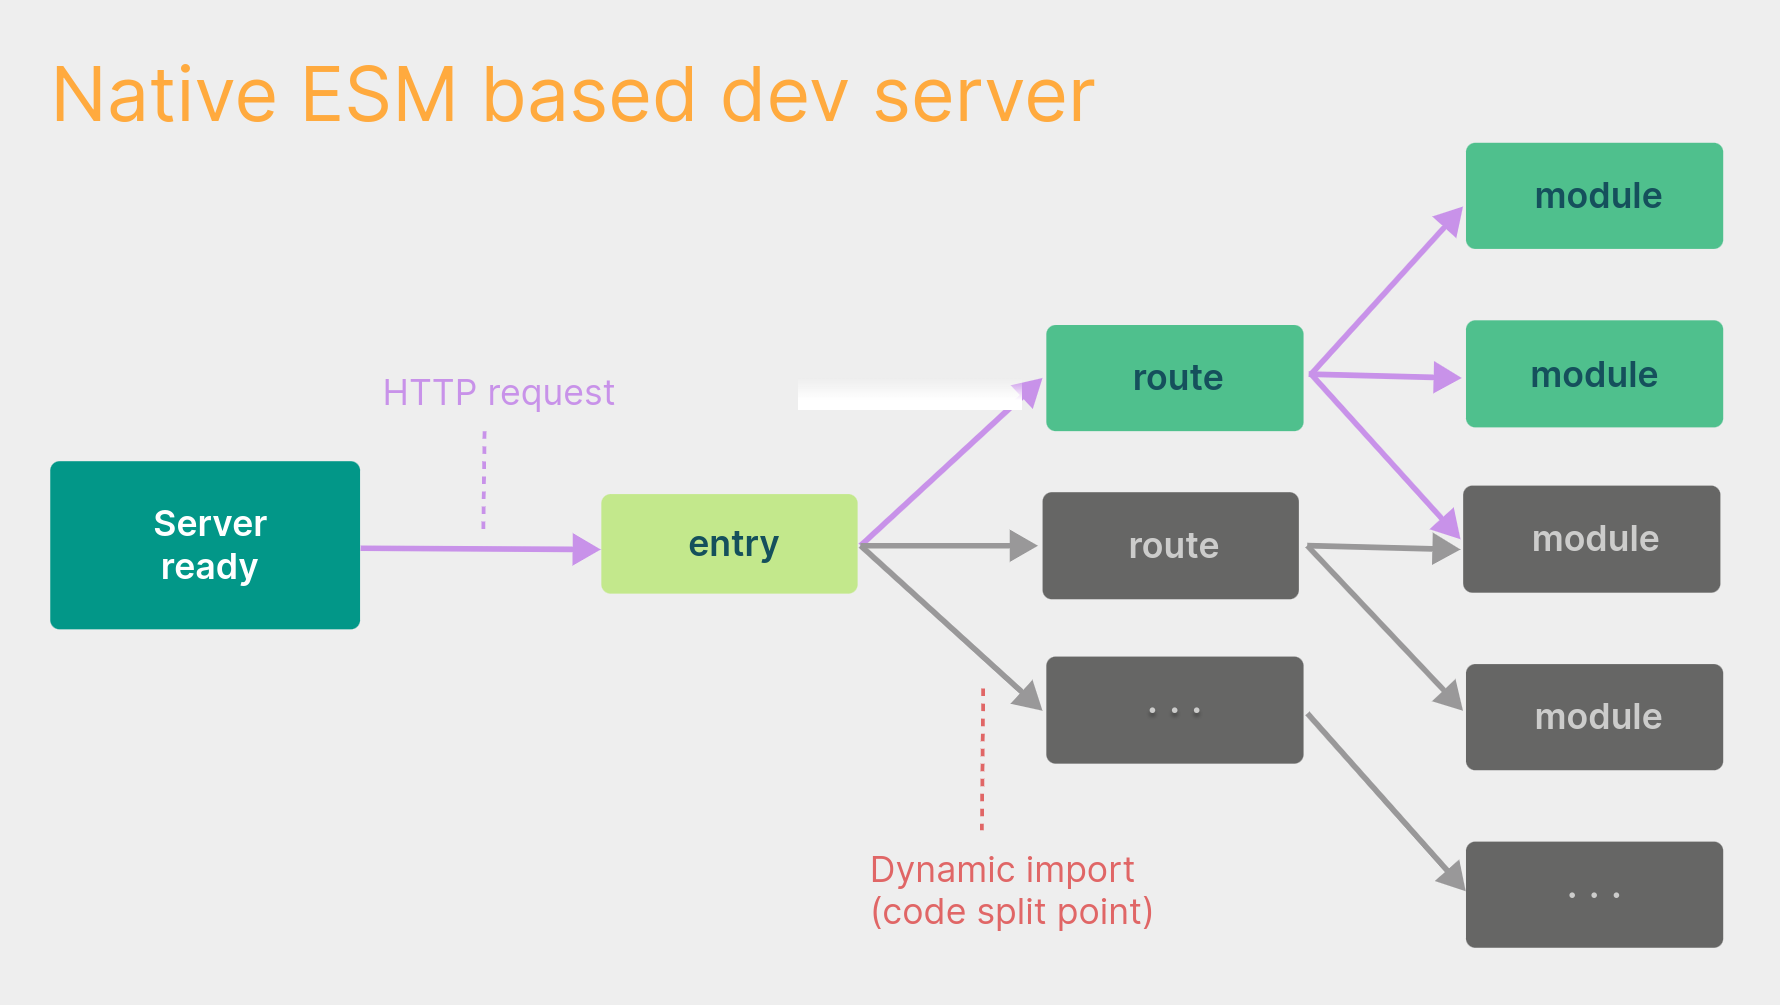 Native ESM based dev server
module
module
route
HTTP request
Server
ready
entry
route
module
. . .
module
Dynamic import
(code split point)
. . .